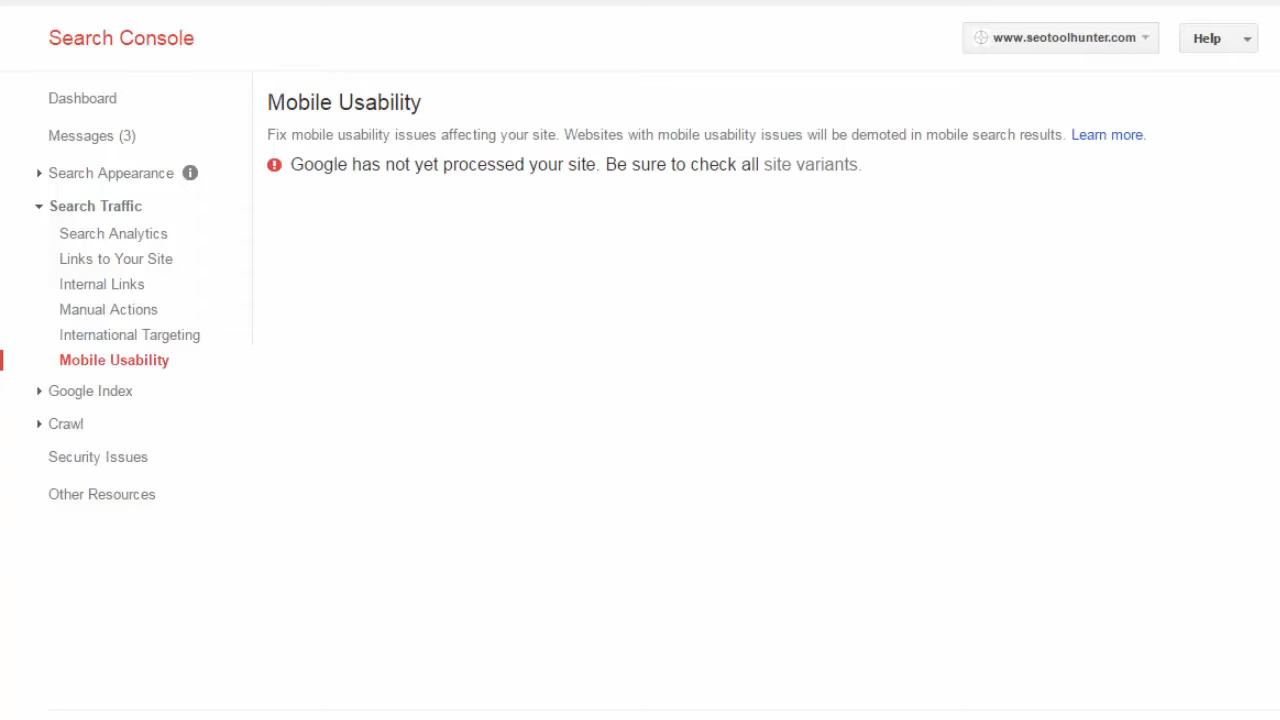 Search Console
www.seotoolhunter.com
Help
Dashboard
Messages (3)
Search Appearance
Search Traffic
Search Analytics
Links to Your Site
Internal Links
Manual Actions
International Targeting
Mobile Usability
Google Index
Crawl
Security Issues
Other Resources
Mobile Usability
Fix mobile usability issues affecting your site. Websites with mobile usability issues will be demoted in mobile search results. Learn more.
Google has not yet processed your site. Be sure to check all site variants.